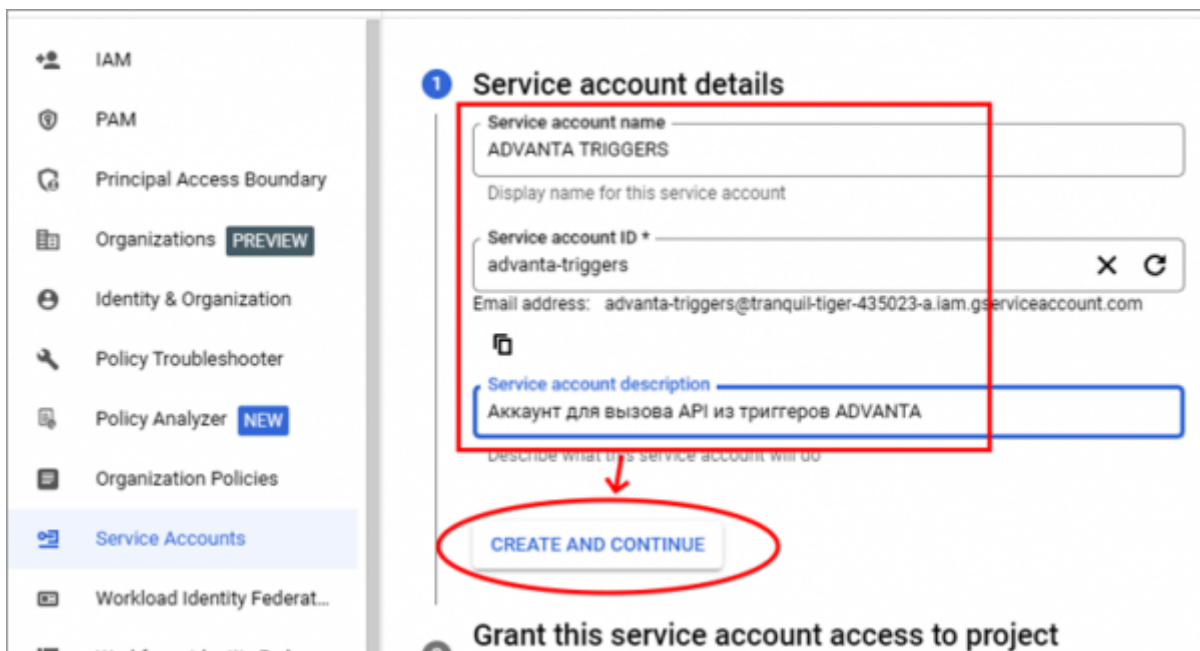 IAM
PAM
Principal Access Boundary
Organizations PREVIEW
Identity & Organization
Policy Troubleshooter
Policy Analyzer NEW
Organization Policies
Service Accounts
Workload Identity Federat...
1 Service account details
Service account name
ADVANTA TRIGGERS
Display name for this service account
Service account ID *
advanta-triggers
Email address: advanta-triggers@tranquil-tiger-435023-a.iam.gserviceaccount.com
Service account description
Аккаунт для вызова API из триггеров ADVANTA
Describe what this service account will do
CREATE AND CONTINUE
Grant this service account access to project